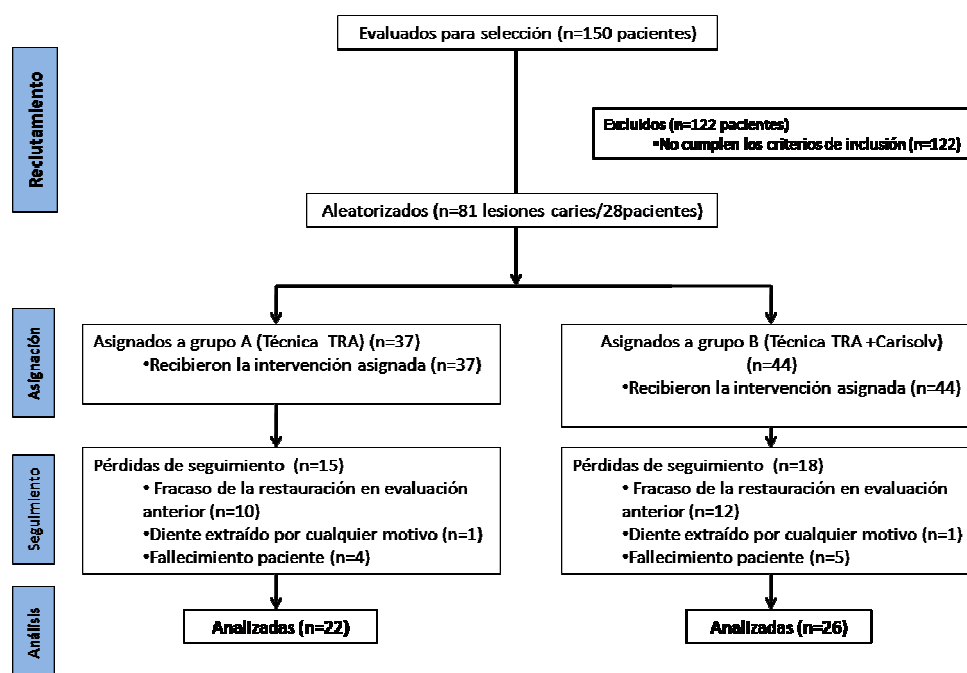 Evaluados para selección (n=150 pacientes)
Reclutamiento
Excluidos (n=122 pacientes)
•No cumplen los criterios de inclusión (n=122)
Aleatorizados (n=81 lesiones caries/28pacientes)
Asignación
Asignados a grupo A (Técnica TRA) (n=37)
•Recibieron la intervención asignada (n=37)
Asignados a grupo B (Técnica TRA +Carisolv)
(n=44)
•Recibieron la intervención asignada (n=44)
Seguimiento
Pérdidas de seguimiento (n=15)
• Fracaso de la restauración en evaluación
anterior (n=10)
• Diente extraído por cualquier motivo (n=1)
• Fallecimiento paciente (n=4)
Pérdidas de seguimiento (n=18)
• Fracaso de la restauración en evaluación
anterior (n=12)
• Diente extraído por cualquier motivo (n=1)
• Fallecimiento paciente (n=5)
Análisis
Analizadas (n=22)
Analizadas (n=26)